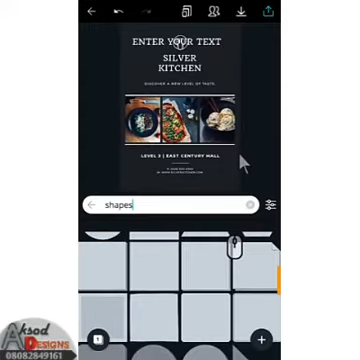 ENTER YOUR TEXT
SILVER
KITCHEN
DISCOVER A NEW LEVEL OF TASTE.
LEVEL 3 | EAST CENTURY MALL
shapes
Aksod
DESIGNS
08082849161